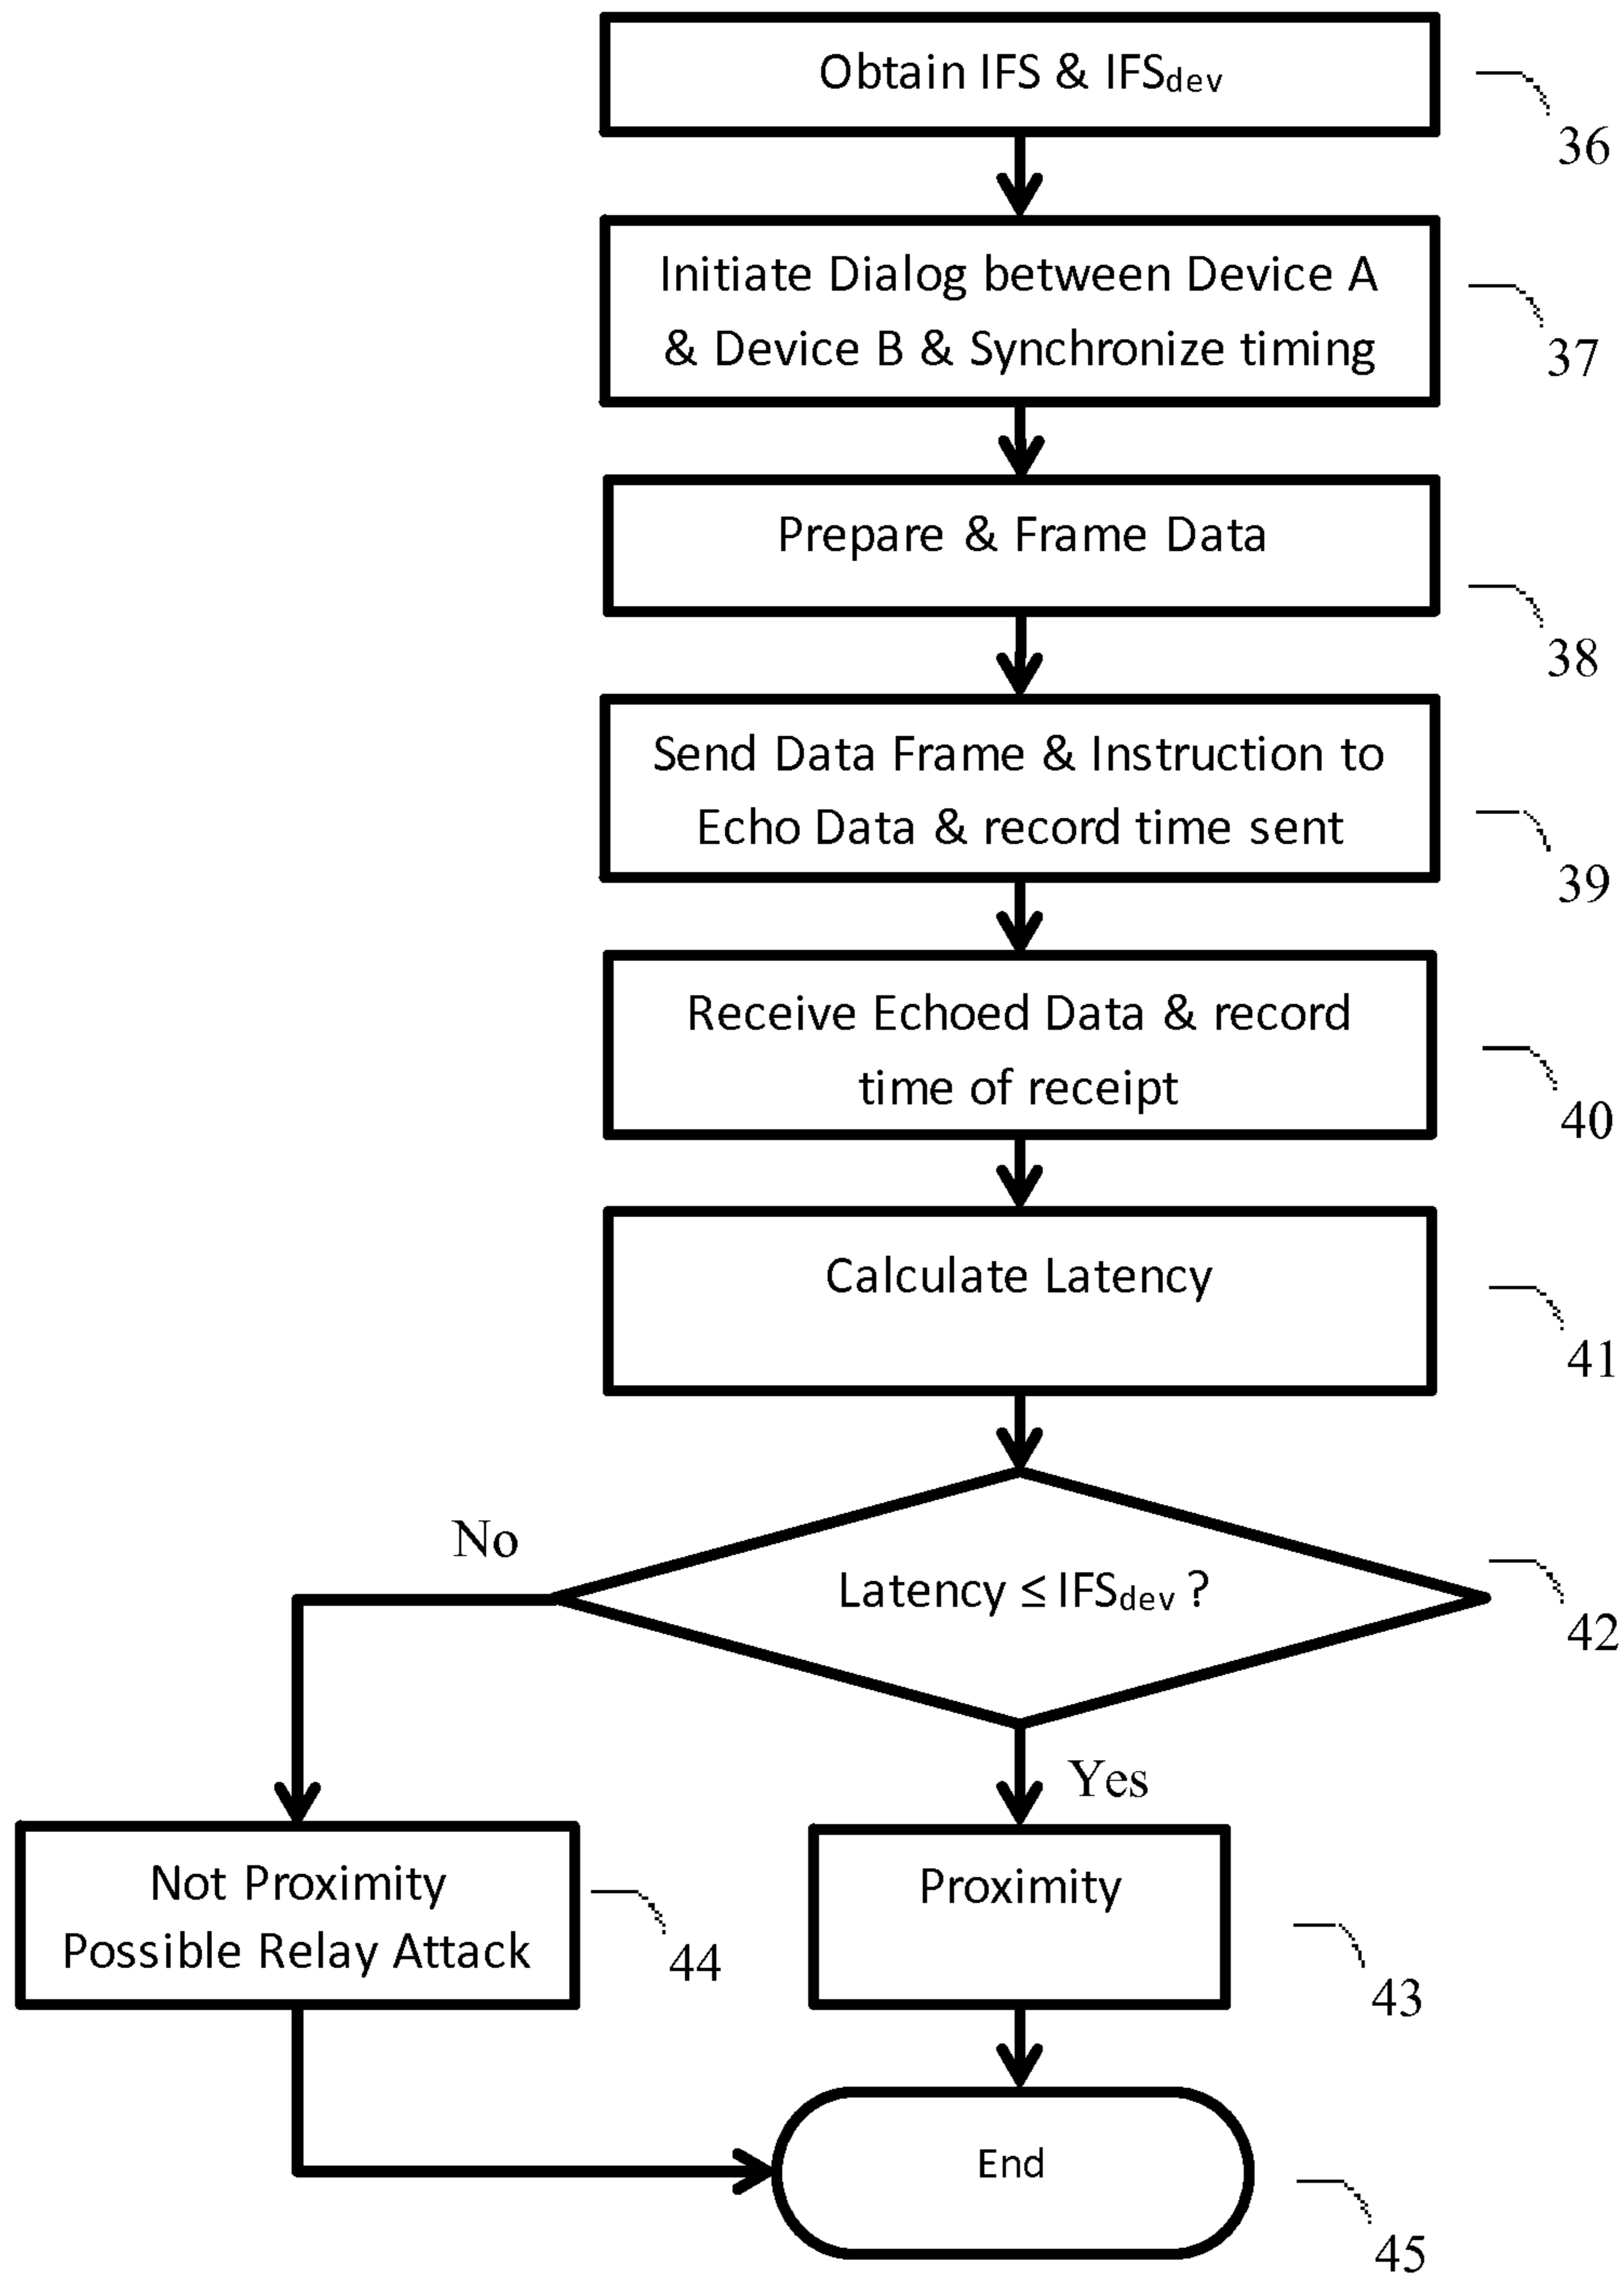 Obtain IFS & IFSdev
36
Initiate Dialog between Device A
& Device B & Synchronize timing
37
Prepare & Frame Data
38
Send Data Frame & Instruction to
Echo Data & record time sent
39
Receive Echoed Data & record
time of receipt
40
Calculate Latency
41
No
Latency ≤ IFSdev ?
42
Yes
Not Proximity
Possible Relay Attack
44
Proximity
43
End
45